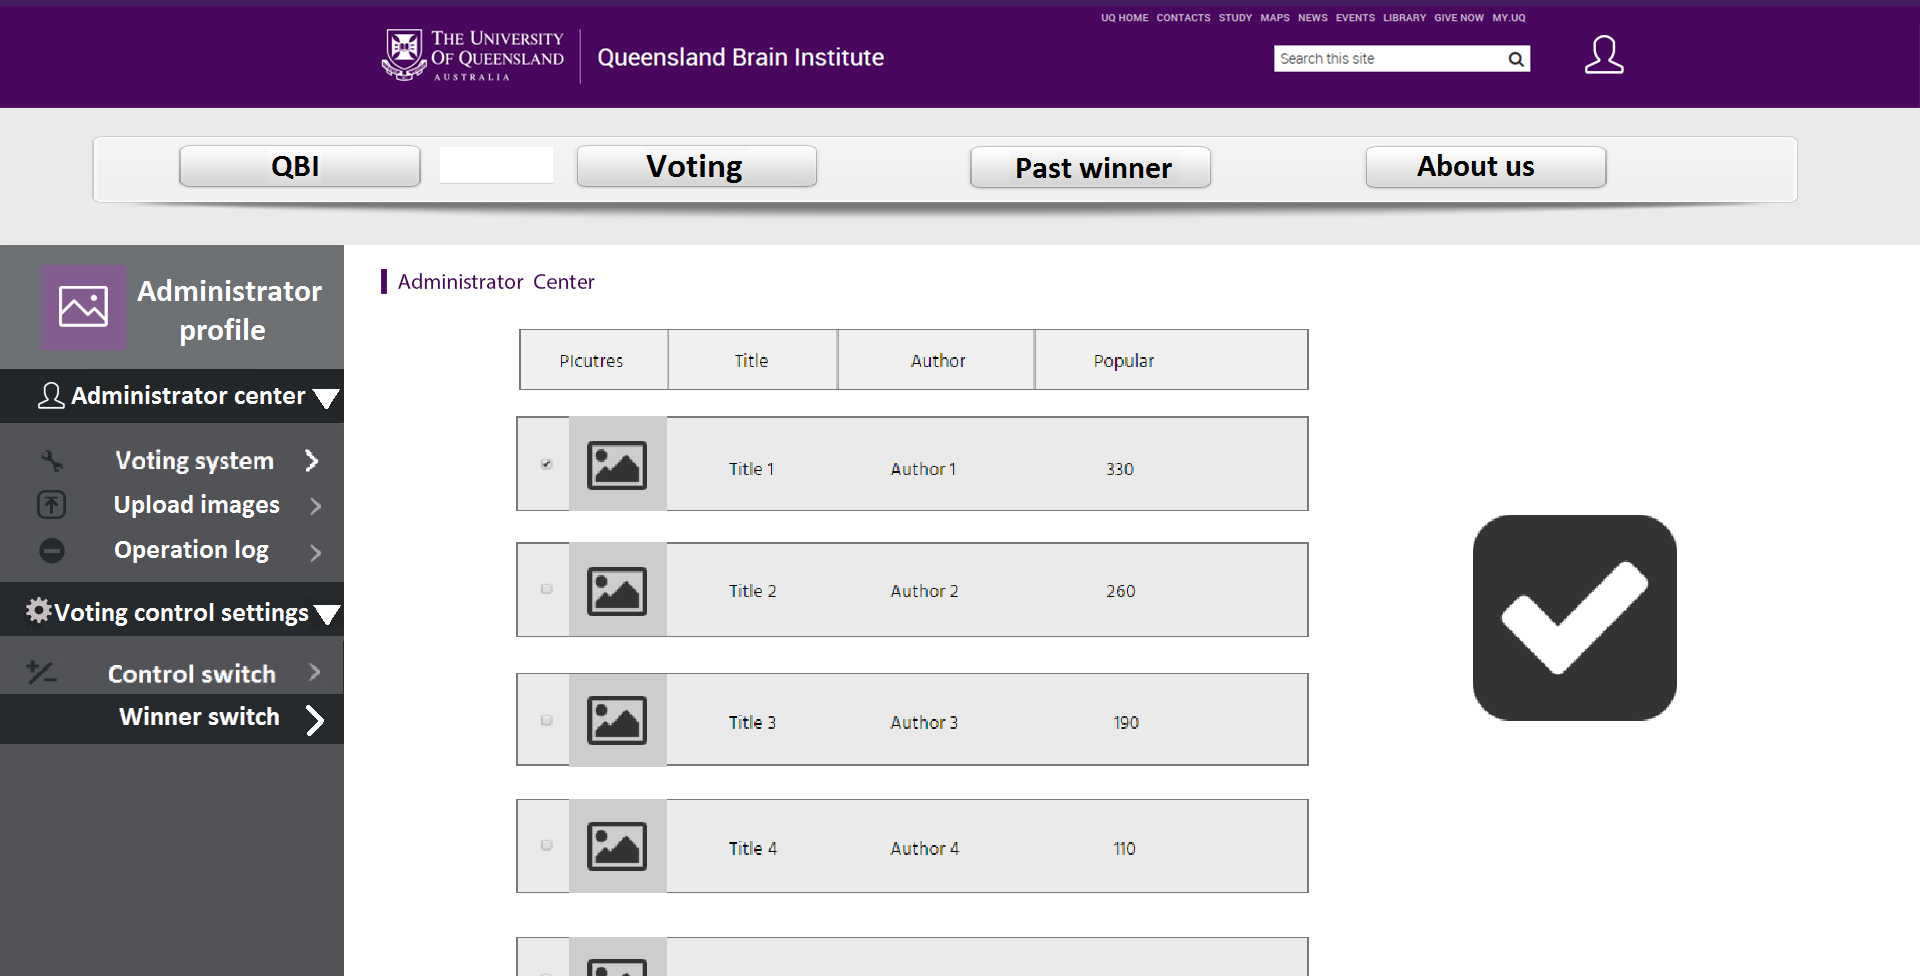 UQ HOME CONTACTS STUDY MAPS NEWS EVENTS LIBRARY GIVE NOW MY.UQ
THE UNIVERSITY
OF QUEENSLAND
AUSTRALIA
Queensland Brain Institute
Search this site
QBI Voting Past winner About us
Administrator
profile
Administrator center
Voting system
Upload images
Operation log
Voting control settings
Control switch
Winner switch
Administrator Center
PIcutres Title Author Popular
Title 1 Author 1 330
Title 2 Author 2 260
Title 3 Author 3 190
Title 4 Author 4 110